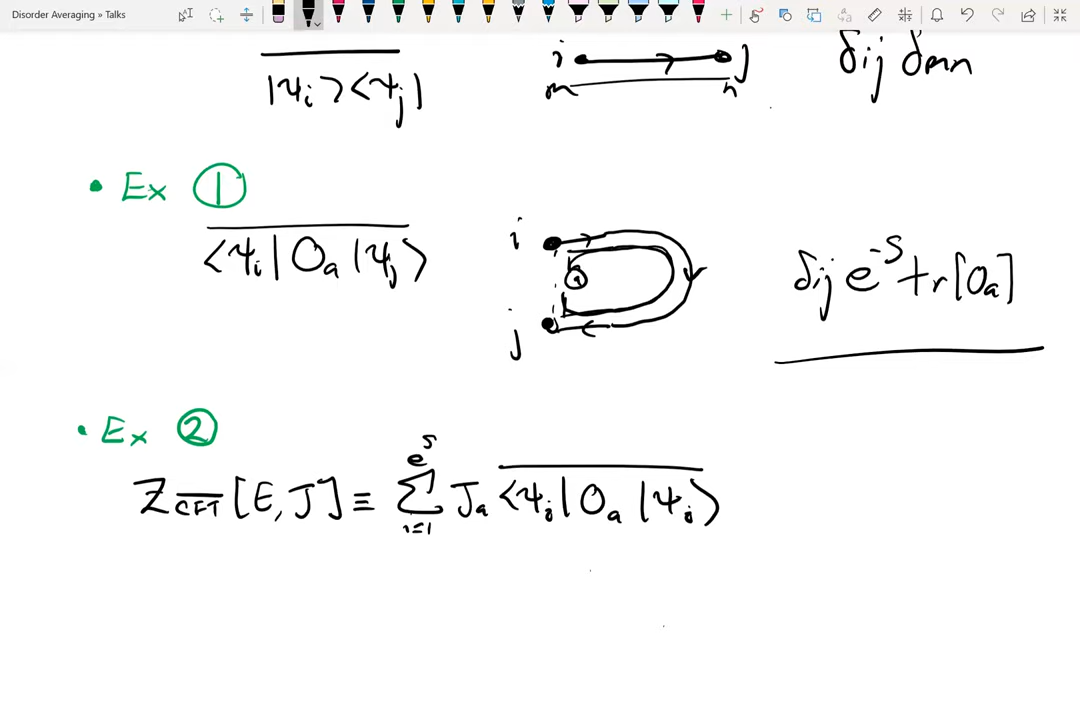 Disorder Averaging » Talks
|Ψi><Ψj|
i j
m n
δij δmn
• Ex ①
<Ψi| Oa |Ψj>
i
a
j
δij e^-S tr[Oa]
• Ex ②
Z_CFT [E, J] ≡ Σ_{i=1}^{e^S} Ja <Ψi| Oa |Ψi>